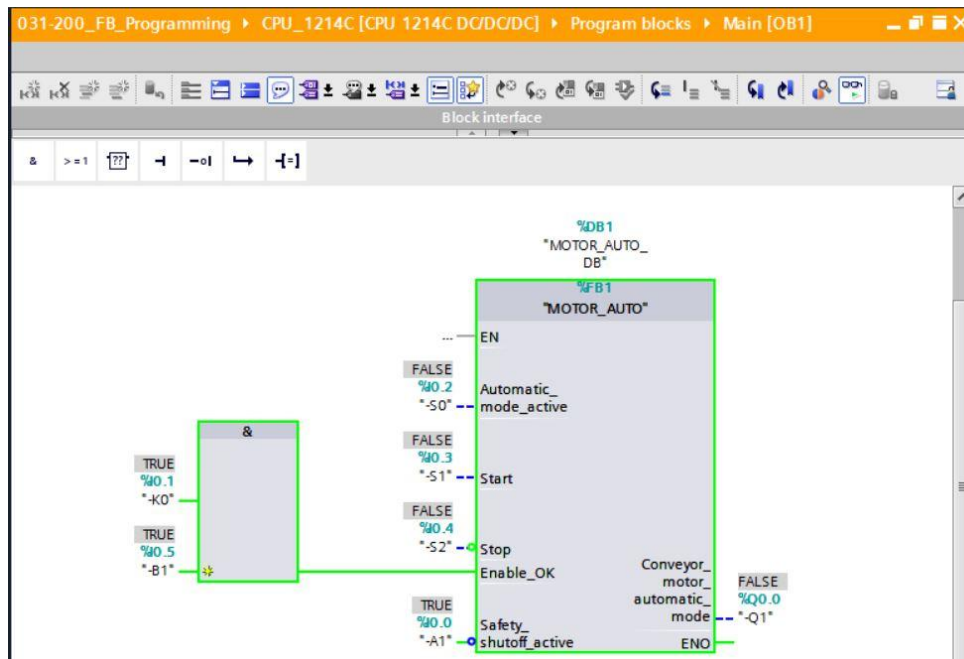 031-200_FB_Programming ▸ CPU_1214C [CPU 1214C DC/DC/DC] ▸ Program blocks ▸ Main [OB1]
Block interface
& >=1 ??
%DB1
"MOTOR_AUTO_
DB"
%FB1
"MOTOR_AUTO"
... EN
FALSE
%I0.2
"-S0"
Automatic_
mode_active
FALSE
%I0.3
"-S1"
Start
FALSE
%I0.4
"-S2"
Stop
&
TRUE
%I0.1
"-K0"
TRUE
%I0.5
"-B1"
Enable_OK
TRUE
%I0.0
"-A1"
Safety_
shutoff_active
Conveyor_
motor_
automatic_
mode
FALSE
%Q0.0
"-Q1"
ENO